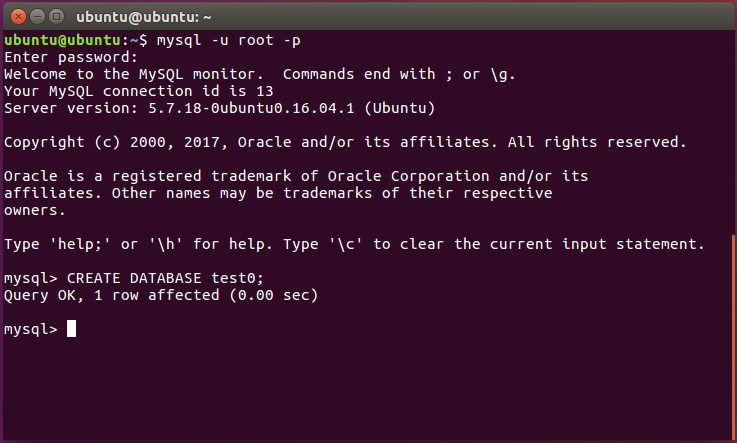 ubuntu@ubuntu: ~
ubuntu@ubuntu:~$ mysql -u root -p
Enter password:
Welcome to the MySQL monitor.  Commands end with ; or \g.
Your MySQL connection id is 13
Server version: 5.7.18-0ubuntu0.16.04.1 (Ubuntu)
Copyright (c) 2000, 2017, Oracle and/or its affiliates. All rights reserved.
Oracle is a registered trademark of Oracle Corporation and/or its
affiliates. Other names may be trademarks of their respective
owners.
Type 'help;' or '\h' for help. Type '\c' to clear the current input statement.
mysql> CREATE DATABASE test0;
Query OK, 1 row affected (0.00 sec)
mysql>